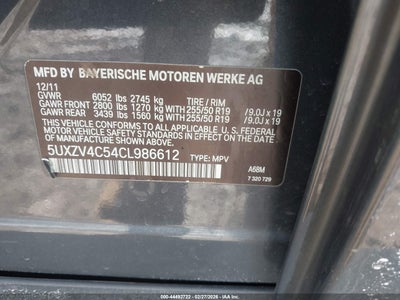 MFD BY BAYERISCHE MOTOREN WERKE AG
12/11
GVWR 6052 lbs 2745 kg TIRE / RIM
GAWR FRONT 2800 lbs 1270 kg WITH 255/50 R19 /9.0J x 19
GAWR REAR 3439 lbs 1560 kg WITH 255/50 R19 /9.0J x 19
THIS VEHICLE CONFORMS TO ALL APPLICABLE U. S. FEDERAL
MOTOR VEHICLE SAFETY STANDARDS
IN EFFECT ON THE DATE OF MANUFACTURE SHOWN ABOVE.
5UXZV4C54CL986612 TYPE: MPV
A68M
7 320 729
000-44492722 - 02/27/2026 - IAA